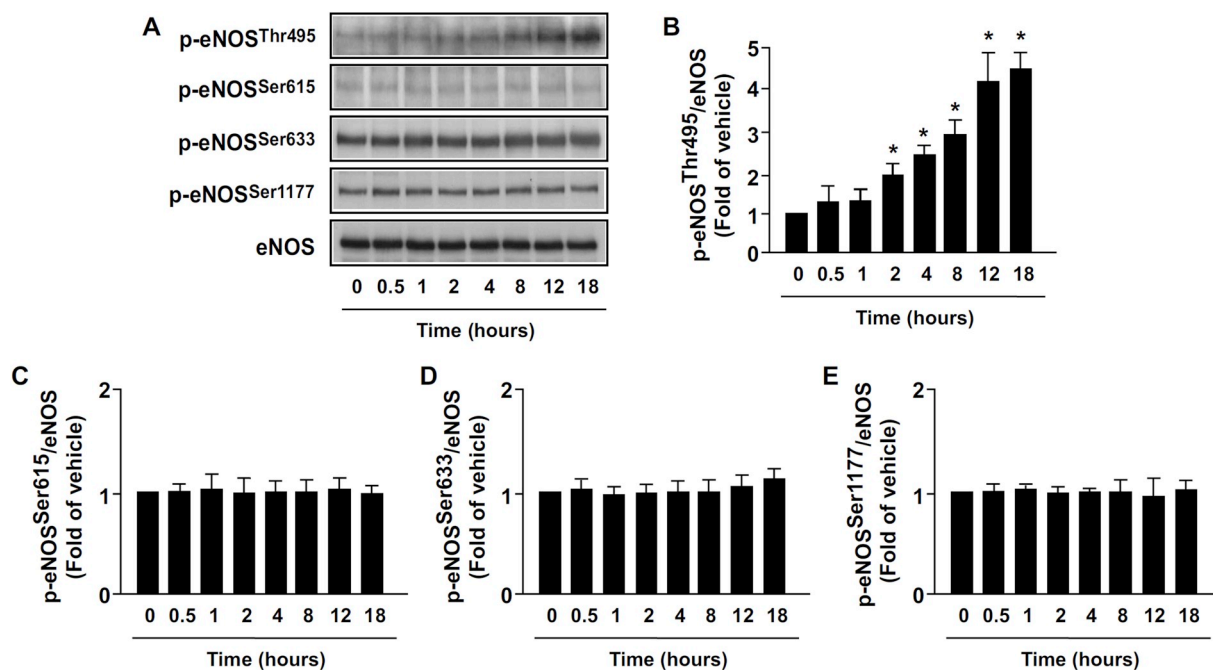 A
p-eNOSThr495
p-eNOSSer615
p-eNOSSer633
p-eNOSSer1177
eNOS
0 0.5 1 2 4 8 12 18
Time (hours)
B
p-eNOSThr495/eNOS
(Fold of vehicle)
5
4
3
2
1
0
* * * * *
0 0.5 1 2 4 8 12 18
Time (hours)
C
p-eNOSSer615/eNOS
(Fold of vehicle)
2
1
0
0 0.5 1 2 4 8 12 18
Time (hours)
D
p-eNOSSer633/eNOS
(Fold of vehicle)
2
1
0
0 0.5 1 2 4 8 12 18
Time (hours)
E
p-eNOSSer1177/eNOS
(Fold of vehicle)
2
1
0
0 0.5 1 2 4 8 12 18
Time (hours)